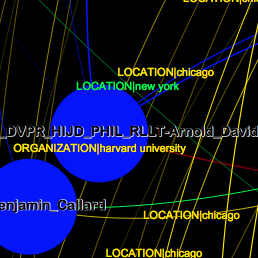 LOCATION|chicago
LOCATION|new york
_DVPR_HIJD_PHIL_RLLT-Arnold_David
ORGANIZATION|harvard university
enjamin_Callard
LOCATION|chicago
LOCATION|chicago